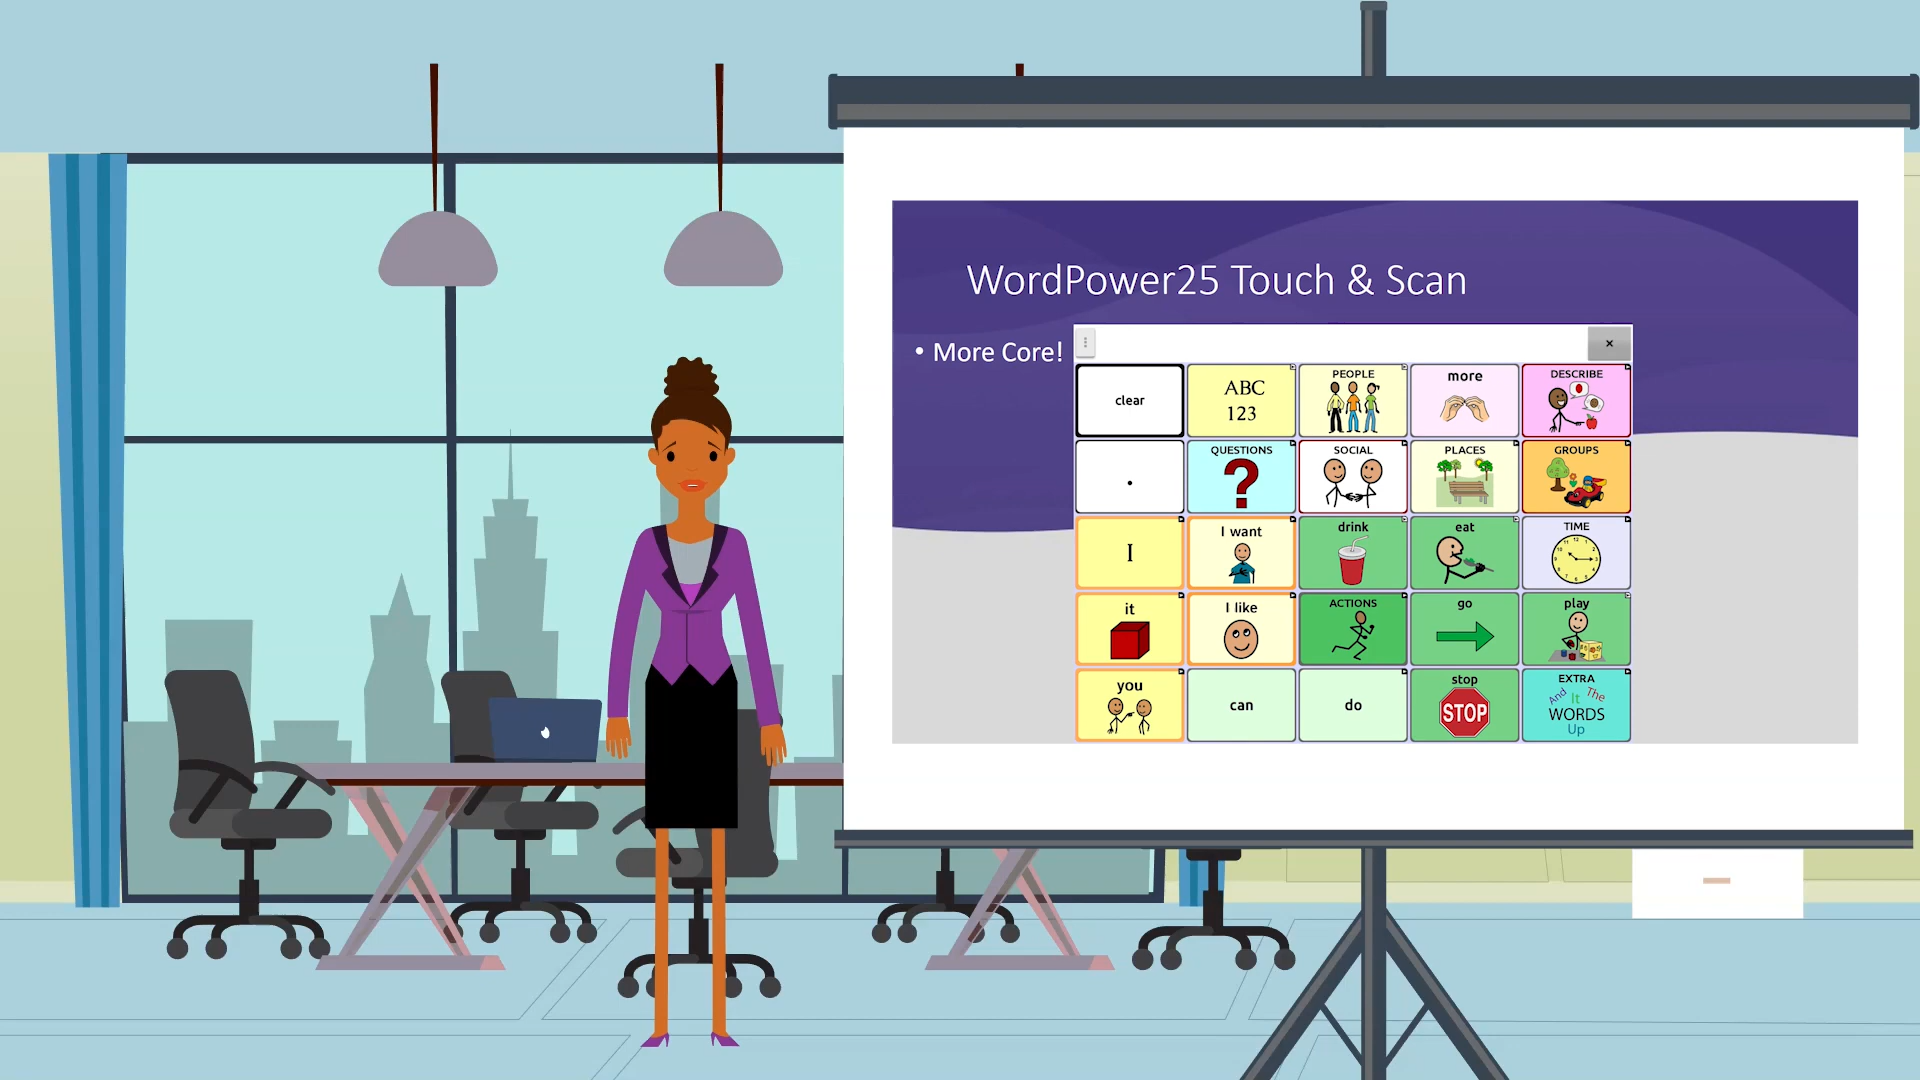 WordPower25 Touch & Scan
• More Core!
clear
ABC
123
PEOPLE
more
DESCRIBE
.
QUESTIONS
?
SOCIAL
PLACES
GROUPS
I
I want
drink
eat
TIME
it
I like
ACTIONS
go
play
you
can
do
stop
STOP
EXTRA
And It The
WORDS
Up